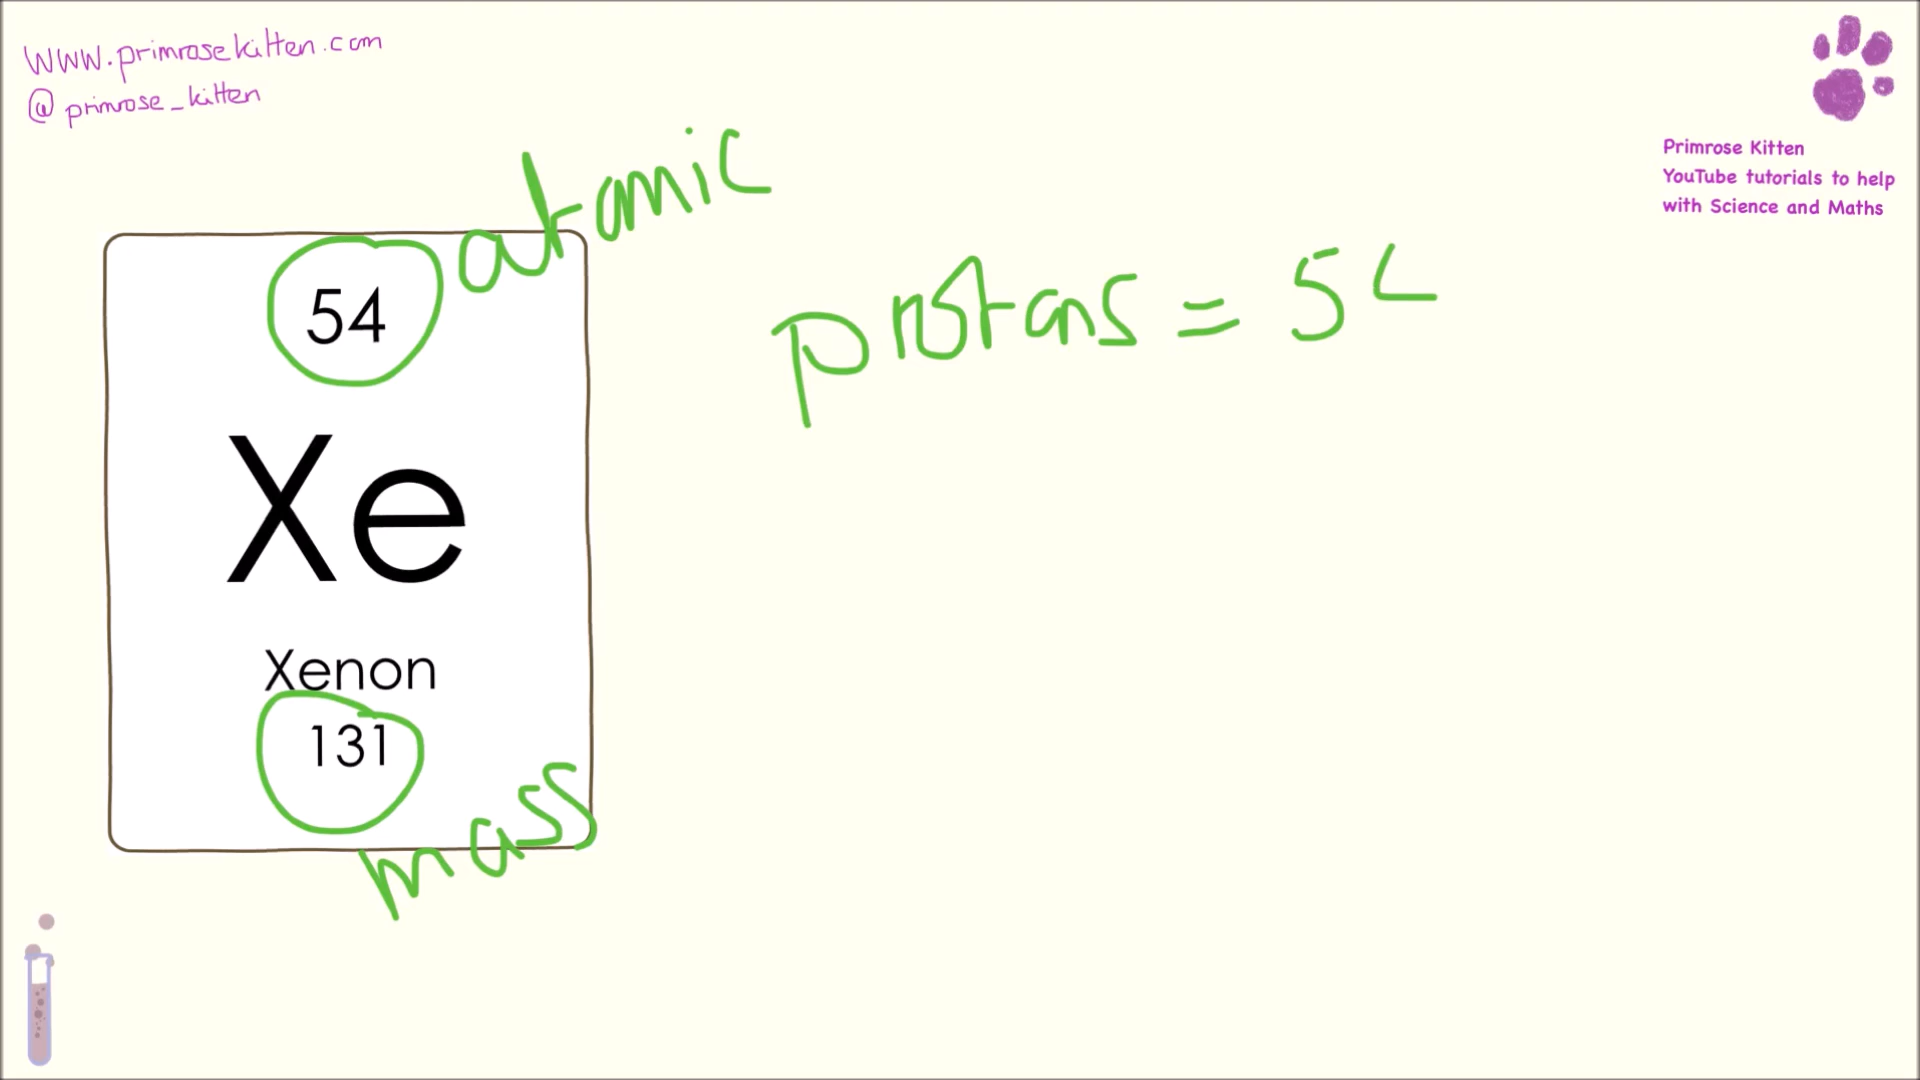 www.primrosekitten.com
@primrose_kitten
Primrose Kitten
YouTube tutorials to help
with Science and Maths
atomic
54
protons = 5
Xe
Xenon
131
mass